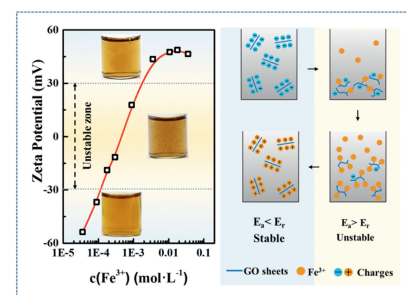 60
30
0
-30
-60
Zeta Potential (mV)
Unstable zone
1E-5 1E-4 1E-3 0.01 0.1
c(Fe³⁺) (mol·L⁻¹)
Eₐ< Eᵣ
Stable
Eₐ> Eᵣ
Unstable
GO sheets Fe³⁺ Charges